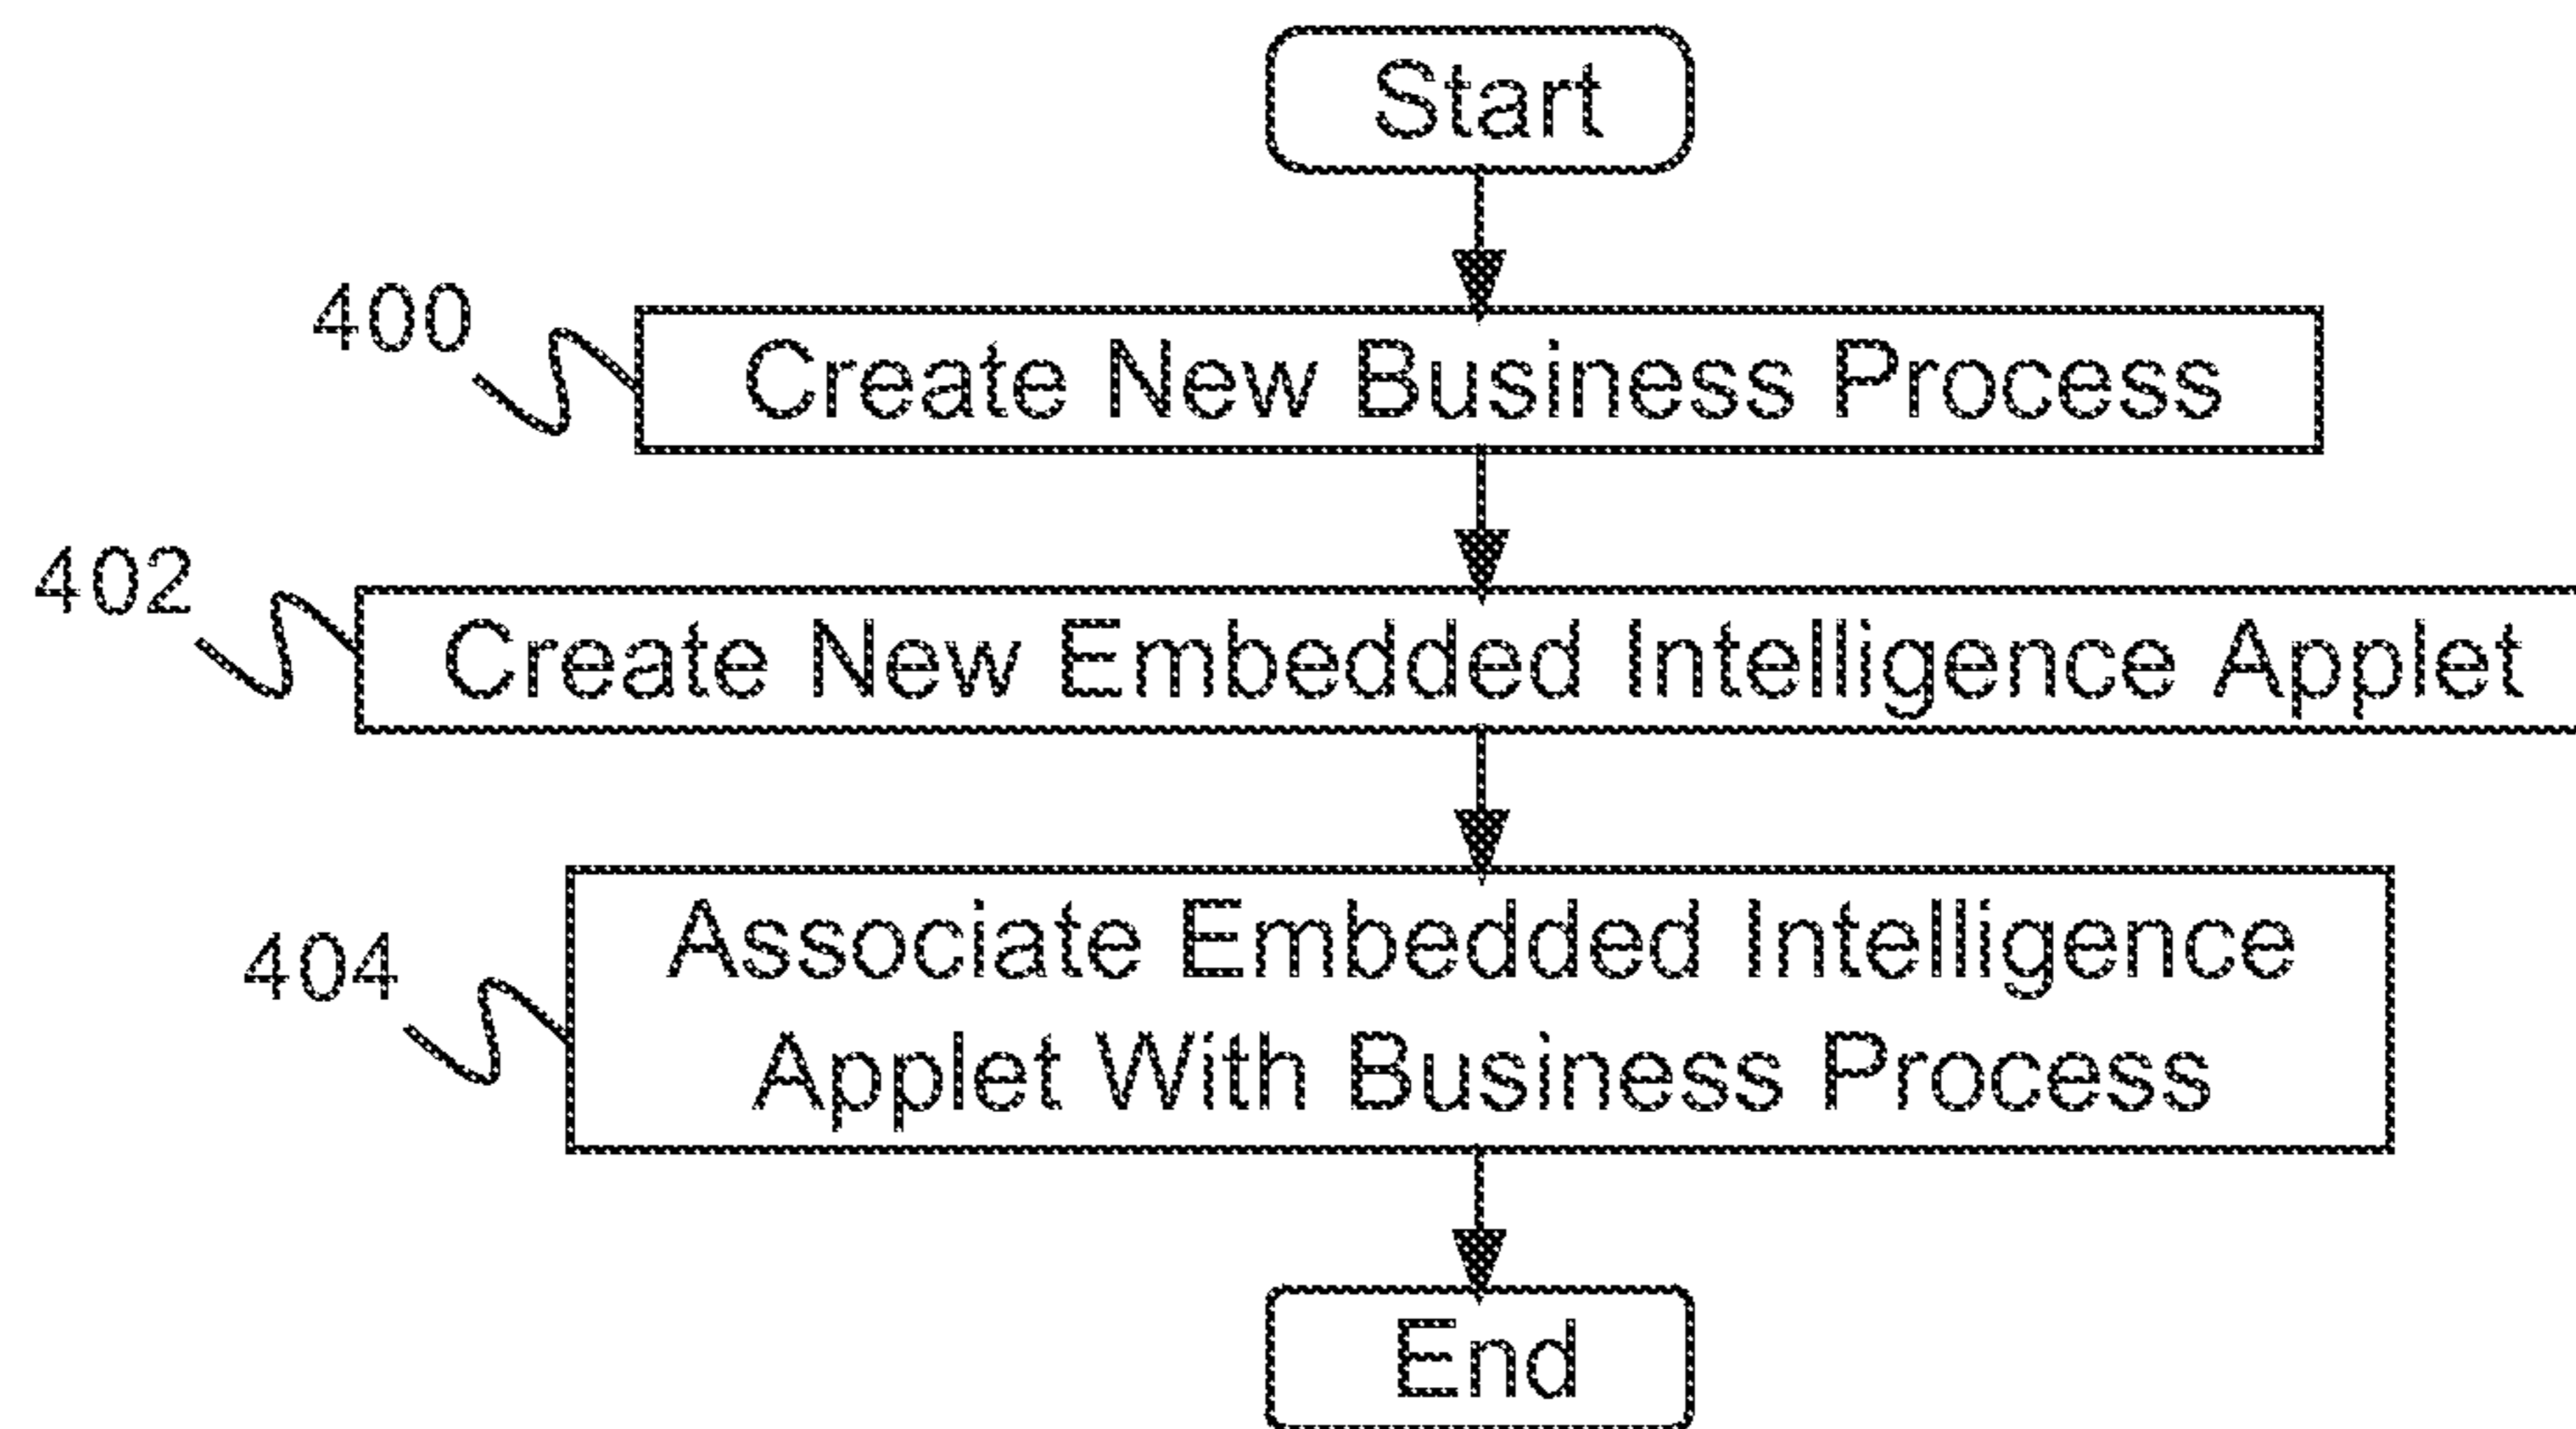 Start
400
Create New Business Process
402
Create New Embedded Intelligence Applet
404
Associate Embedded Intelligence
Applet With Business Process
End